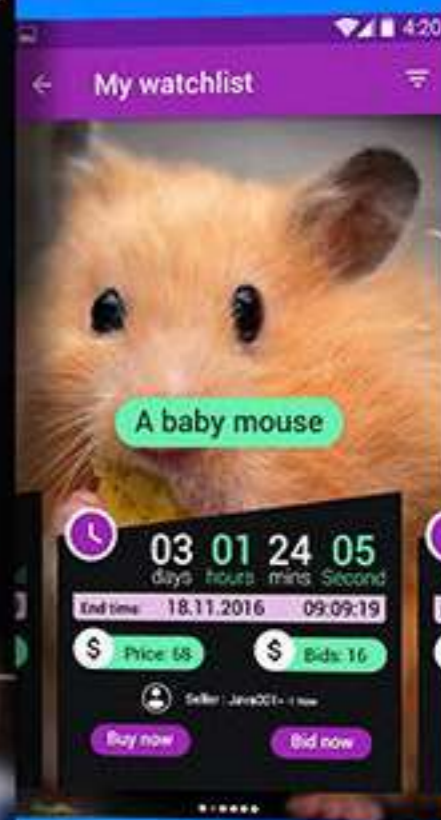 4:20
My watchlist
A baby mouse
03 01 24 05
days hours mins Second
End time: 18.11.2016 09:09:19
$ Price: 68 $ Bids: 16
Seller:
Buy now Bid now